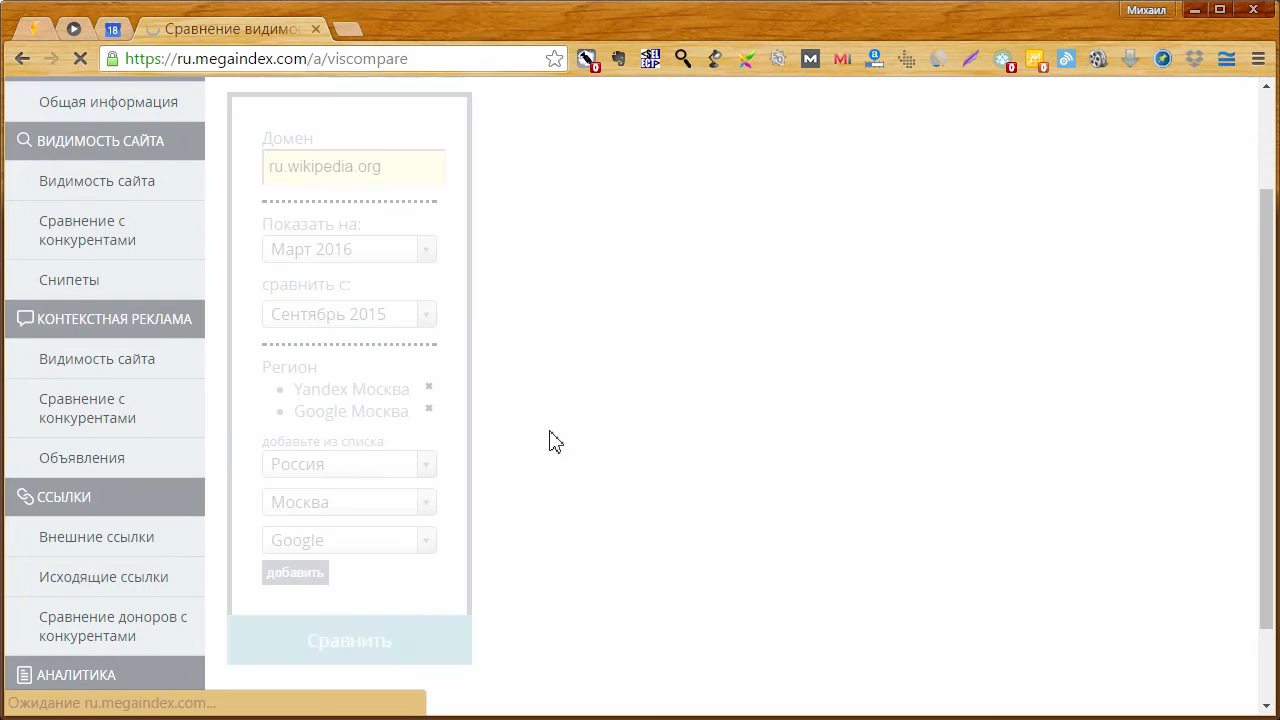 Михаил
18
Сравнение видимо
https://ru.megaindex.com/a/viscompare
Общая информация
ВИДИМОСТЬ САЙТА
Видимость сайта
Сравнение с
конкурентами
Снипеты
КОНТЕКСТНАЯ РЕКЛАМА
Видимость сайта
Сравнение с
конкурентами
Объявления
ССЫЛКИ
Внешние ссылки
Исходящие ссылки
Сравнение доноров с
конкурентами
АНАЛИТИКА
Домен
ru.wikipedia.org
Показать на:
Март 2016
сравнить с:
Сентябрь 2015
Регион
Yandex Москва
Google Москва
добавьте из списка
Россия
Москва
Google
добавить
Сравнить
Ожидание ru.megaindex.com...